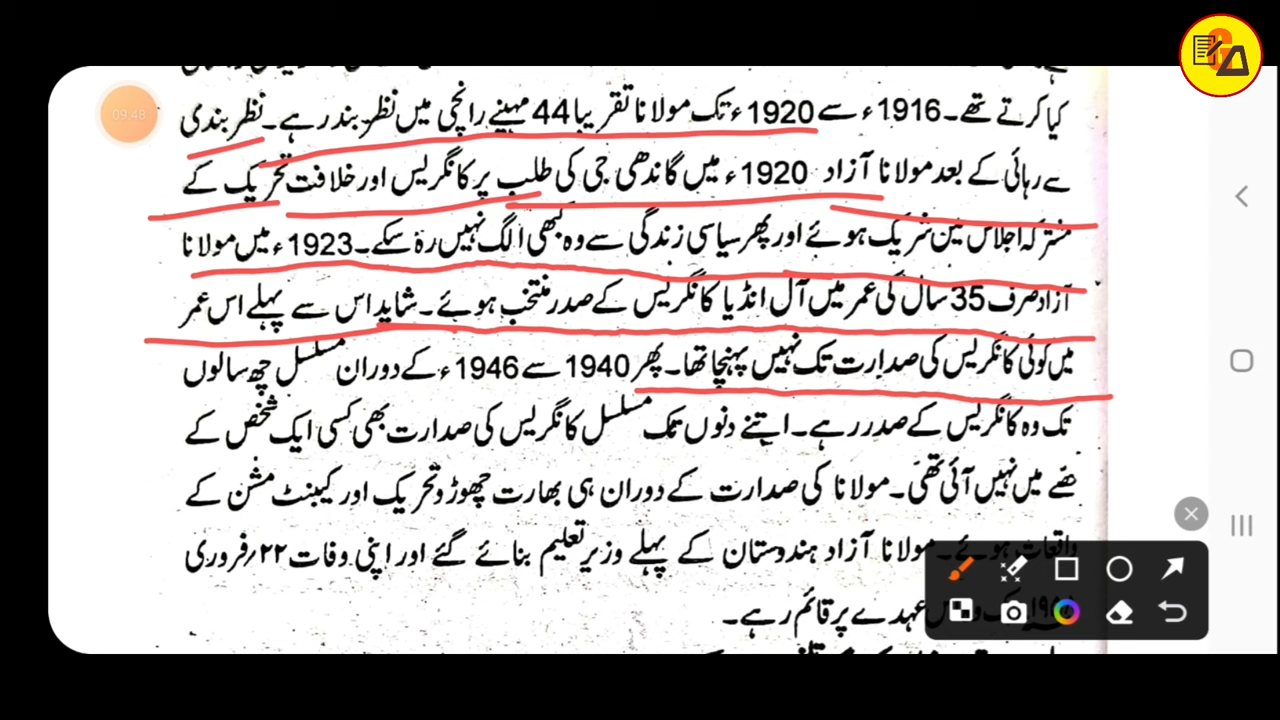 09:48
کیا کرتے تھے۔ 1916ء سے 1920ء تک مولانا تقریبا 44 مہینے رانچی میں نظر بند رہے۔ نظر بندی
سے رہائی کے بعد مولانا آزاد 1920ء میں گاندھی جی کی طلب پر کانگریس اور خلافت تحریک کے
مشترکہ اجلاس میں شریک ہوئے اور پھر سیاسی زندگی سے وہ کبھی الگ نہیں رہ سکے۔ 1923ء میں مولانا
آزاد صرف 35 سال کی عمر میں آل انڈیا کانگریس کے صدر منتخب ہوئے۔ شاید اس سے پہلے اس عمر
میں کوئی کانگریس کی صدارت تک نہیں پہنچا تھا۔ پھر 1940 سے 1946ء کے دوران مسلسل چھ سالوں
تک وہ کانگریس کے صدر رہے۔ اتنے دنوں تک مسلسل کانگریس کی صدارت بھی کسی ایک شخص کے
حصّے میں نہیں آئی تھی۔ مولانا کی صدارت کے دوران ہی بھارت چھوڑو تحریک اور کیبنٹ مشن کے
واقعات ہوئے۔ مولانا آزاد ہندوستان کے پہلے وزیر تعلیم بنائے گئے اور اپنی وفات ۲۲؍فروری
عہدے پر قائم رہے۔